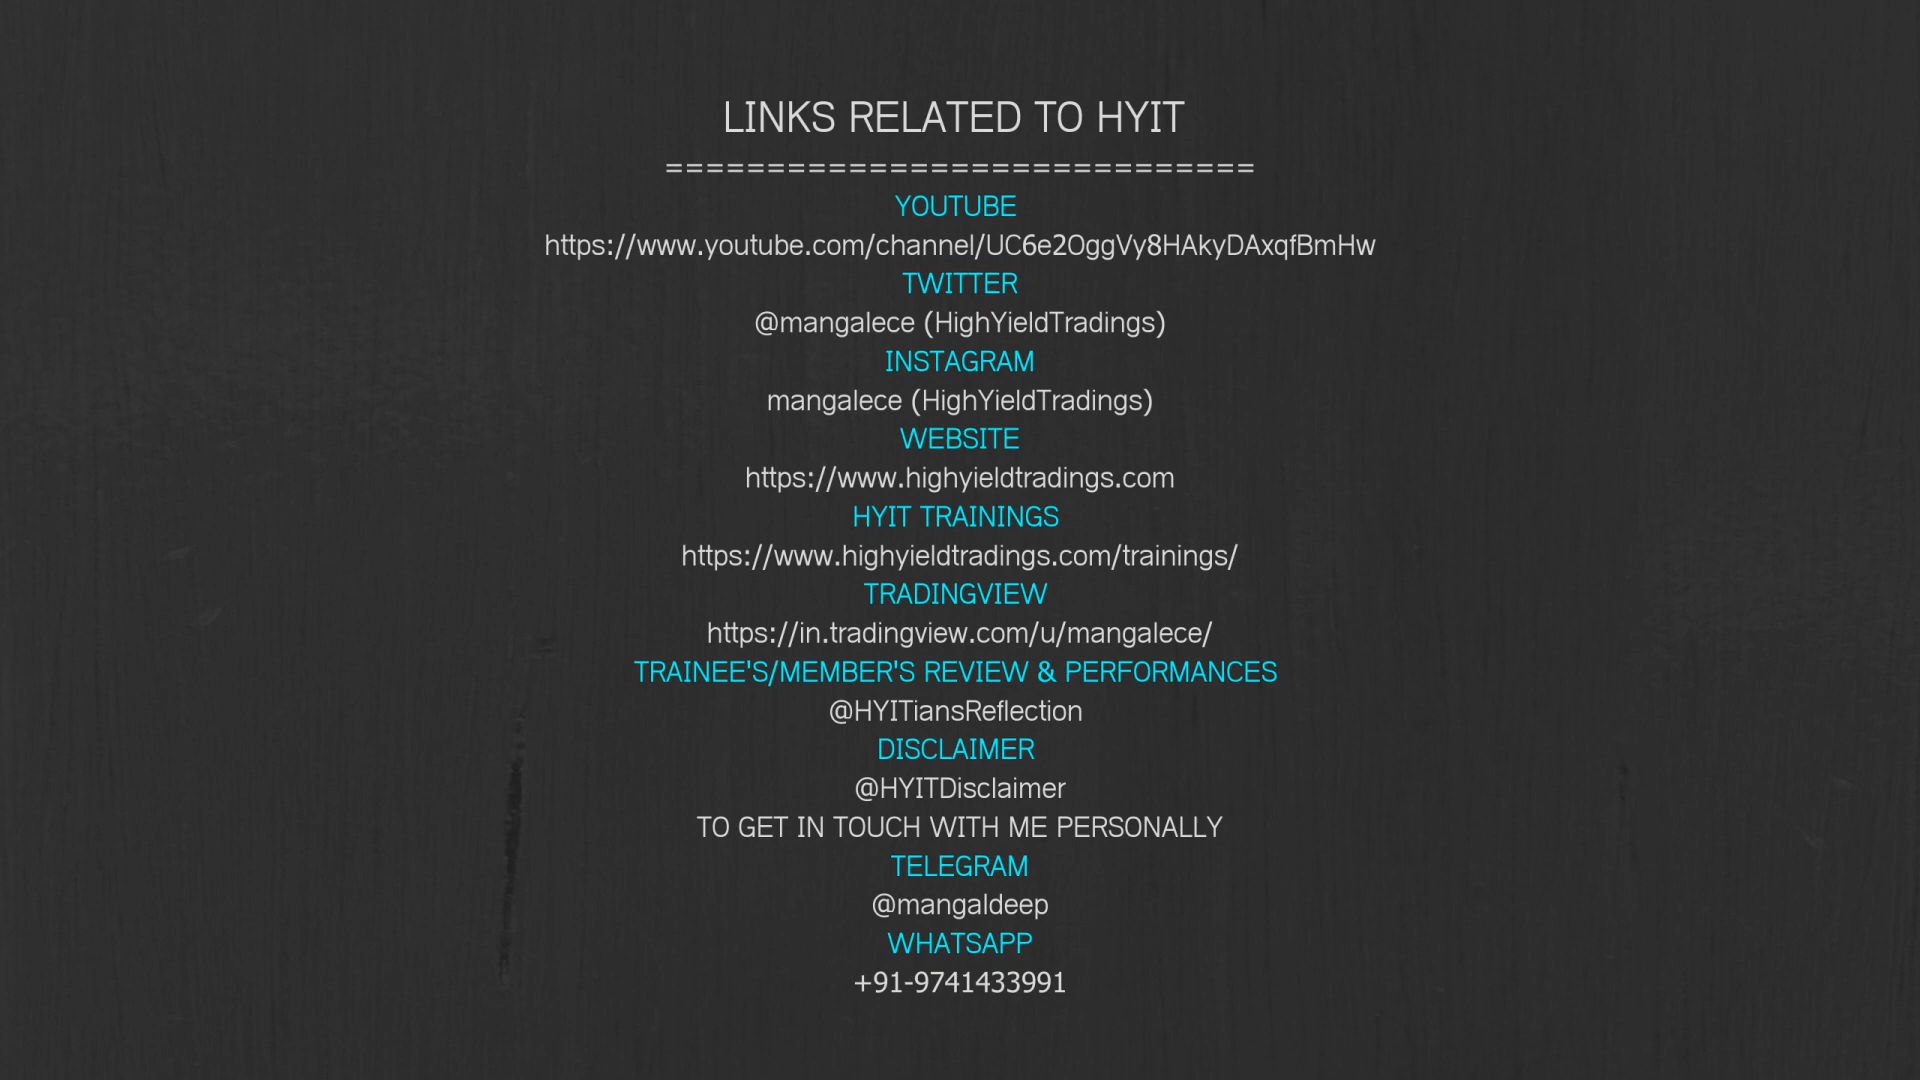 LINKS RELATED TO HYIT
=============================
YOUTUBE
https://www.youtube.com/channel/UC6e2OggVy8HAkyDAxqfBmHw
TWITTER
@mangalece (HighYieldTradings)
INSTAGRAM
mangalece (HighYieldTradings)
WEBSITE
https://www.highyieldtradings.com
HYIT TRAININGS
https://www.highyieldtradings.com/trainings/
TRADINGVIEW
https://in.tradingview.com/u/mangalece/
TRAINEE'S/MEMBER'S REVIEW & PERFORMANCES
@HYITiansReflection
DISCLAIMER
@HYITDisclaimer
TO GET IN TOUCH WITH ME PERSONALLY
TELEGRAM
@mangaldeep
WHATSAPP
+91-9741433991